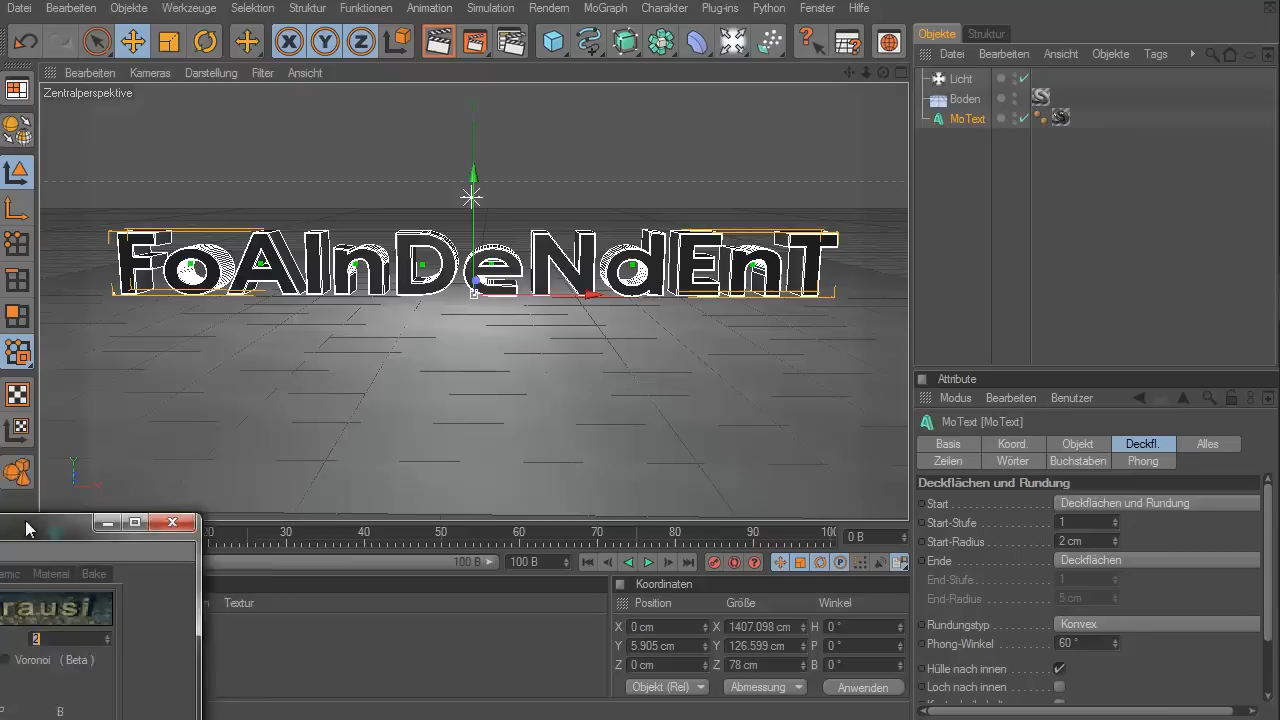 Datei Bearbeiten Objekte Werkzeuge Selektion Struktur Funktionen Animation Simulation Rendern MoGraph Charakter Plug-ins Python Fenster Hilfe
X Y Z
Objekte Struktur
Datei Bearbeiten Ansicht Objekte Tags
Bearbeiten Kameras Darstellung Filter Ansicht
Zentralperspektive
Licht
Boden
MoText
FoAInDeNdEnT
Attribute
Modus Bearbeiten Benutzer
MoText [MoText]
Basis Koord. Objekt Deckfl. Alles
Zeilen Wörter Buchstaben Phong
Deckflächen und Rundung
Start Deckflächen und Rundung
Start-Stufe 1
Start-Radius 2 cm
Ende Deckflächen
End-Stufe 1
End-Radius 5 cm
Rundungstyp Konvex
Phong-Winkel 60 °
Hülle nach innen
Loch nach innen
20 30 40 50 60 70 80 90 0 B
100 B 100 B
Material Bake
rausi
2
Voronoi (Beta)
B
Textur
Koordinaten
Position Größe Winkel
X 0 cm X 1407.098 cm H 0 °
Y 5.905 cm Y 126.599 cm P 0 °
Z 0 cm Z 78 cm B 0 °
Objekt (Rel) Abmessung Anwenden